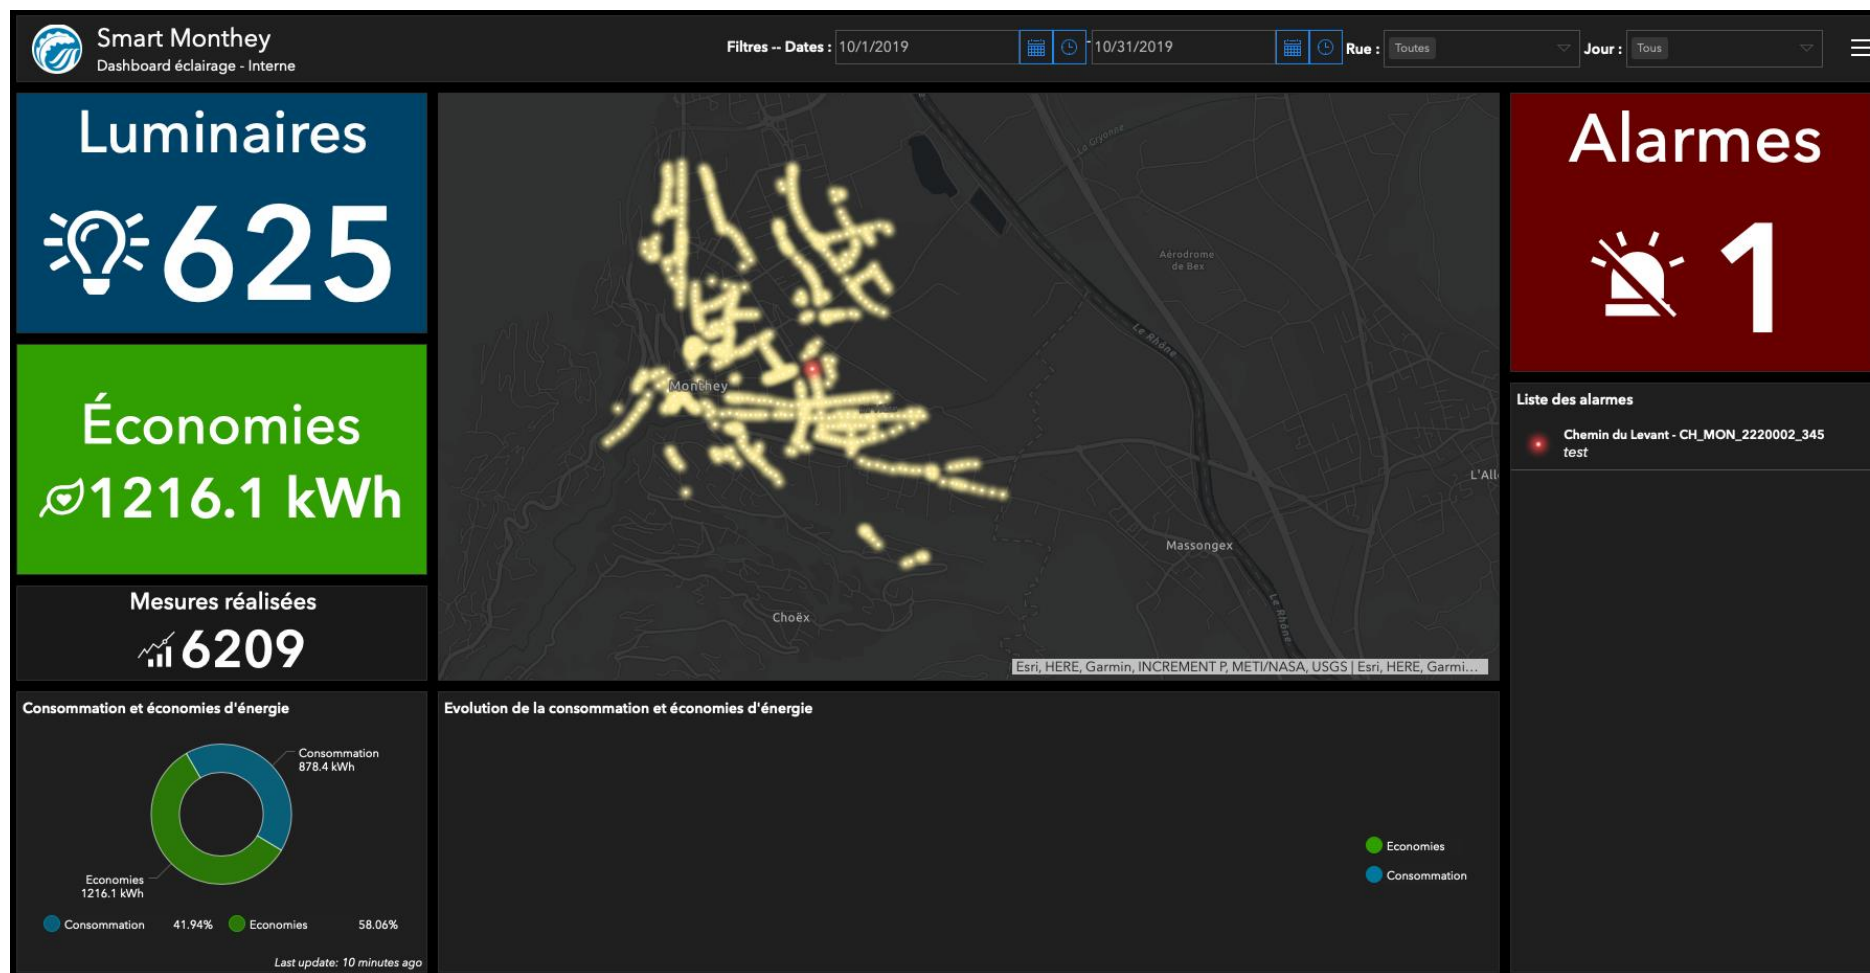 Smart Monthey
Dashboard éclairage - Interne
Filtres -- Dates : 10/1/2019 - 10/31/2019 Rue : Toutes Jour : Tous
Luminaires
625
Économies
1216.1 kWh
Mesures réalisées
6209
Consommation et économies d'énergie
Consommation
878.4 kWh
Economies
1216.1 kWh
Consommation 41.94% Economies 58.06%
Last update: 10 minutes ago
La Gryonne
Aérodrome
de Bex
Le Rhône
Monthey
L'All
Massongex
Choëx
Le Rhône
Esri, HERE, Garmin, INCREMENT P, METI/NASA, USGS | Esri, HERE, Garmi...
Evolution de la consommation et économies d'énergie
Economies
Consommation
Alarmes
1
Liste des alarmes
Chemin du Levant - CH_MON_2220002_345
test